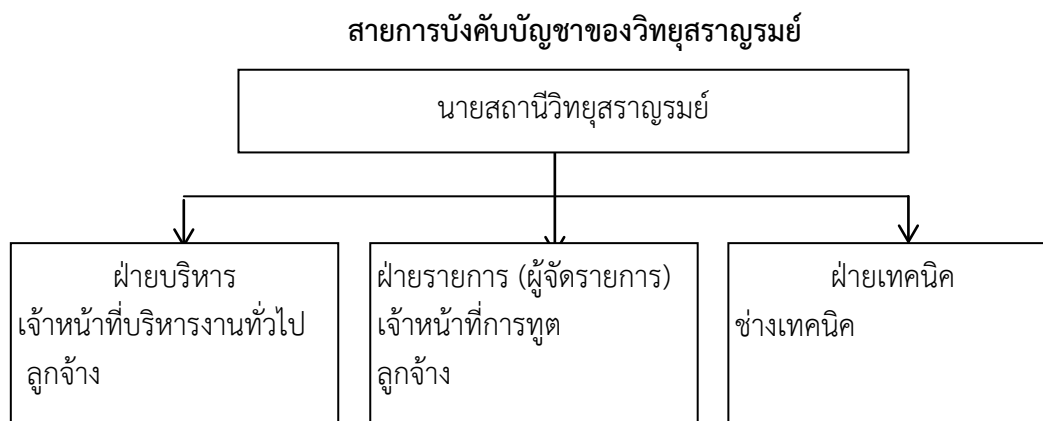 สายการบังคับบัญชาของวิทยุสราญรมย์
นายสถานีวิทยุสราญรมย์
ฝ่ายบริหาร
เจ้าหน้าที่บริหารงานทั่วไป
ลูกจ้าง
ฝ่ายรายการ (ผู้จัดรายการ)
เจ้าหน้าที่การทูต
ลูกจ้าง
ฝ่ายเทคนิค
ช่างเทคนิค